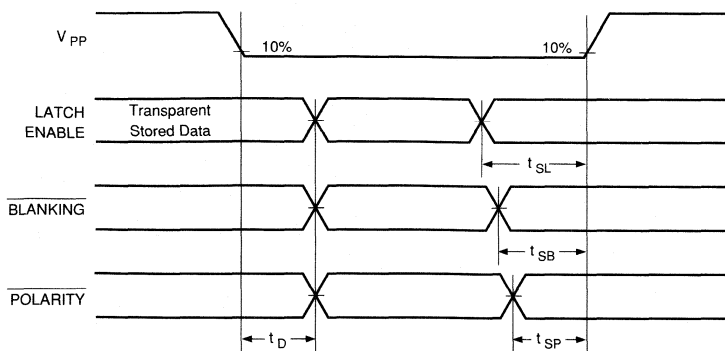 V PP
10%
10%
LATCH
ENABLE
Transparent
Stored Data
t SL
BLANKING
t SB
POLARITY
t D
t SP